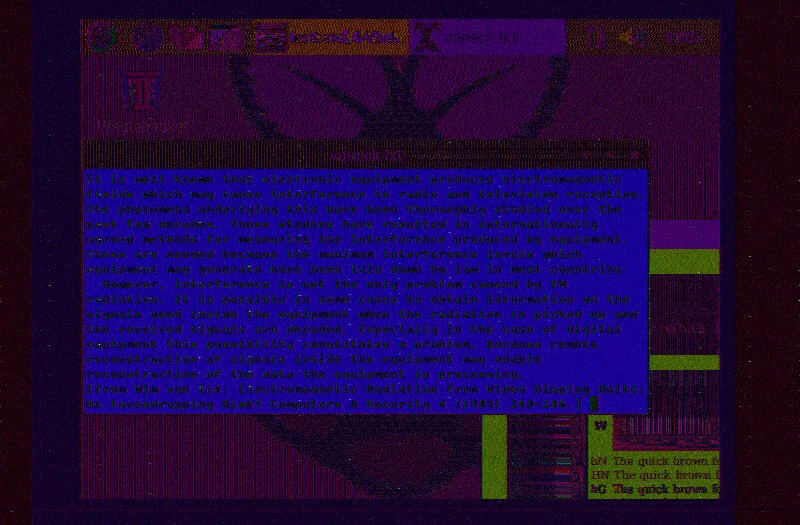 vaneck.txt
vaneck.txt
It is well known that electronic equipment produces electromagnetic
fields which may cause interference to radio and television reception.
The phenomena underlying this have been thoroughly studied over the
past few decades. These studies have resulted in internationally
agreed methods for measuring the interference produced by equipment.
These are needed because the maximum interference levels which
equipment may generate have been laid down by law in most countries.
However, interference is not the only problem caused by EM
radiation. It is possible in some cases to obtain information on the
signals used inside the equipment when the radiation is picked up and
the received signals are decoded. Especially in the case of digital
equipment this possibility constitutes a problem, because remote
reconstruction of signals inside the equipment may enable
reconstruction of the data the equipment is processing.
[From Wim van Eck: Electromagnetic Radiation from Video Display Units:
an Eavesdropping Risk? Computers & Security 4 (1985) 269-286.]
W
bN The quick brown f
HN The quick brown f
hG The quick brown fo